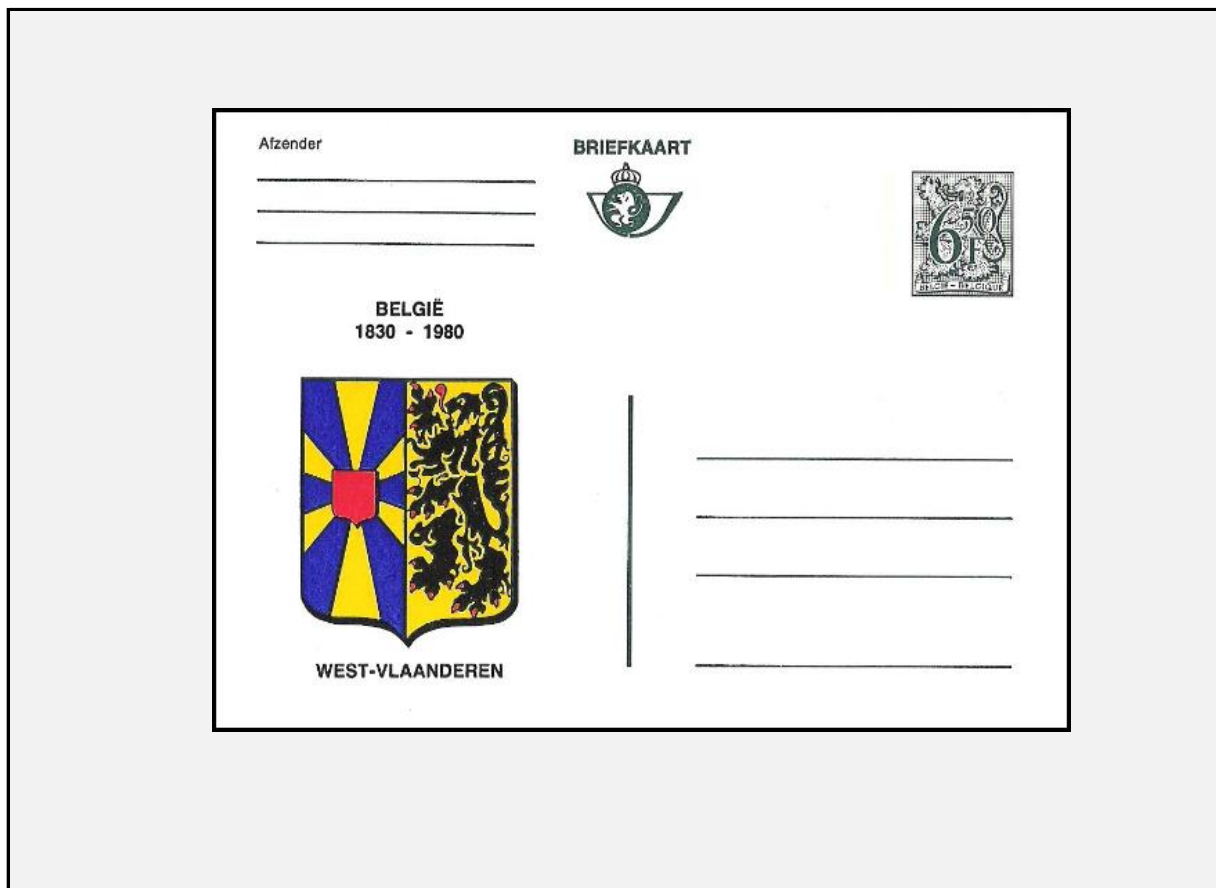 Afzender
BRIEFKAART
6 50 F
BELGIË - BELGIQUE
BELGIË
1830 - 1980
WEST-VLAANDEREN